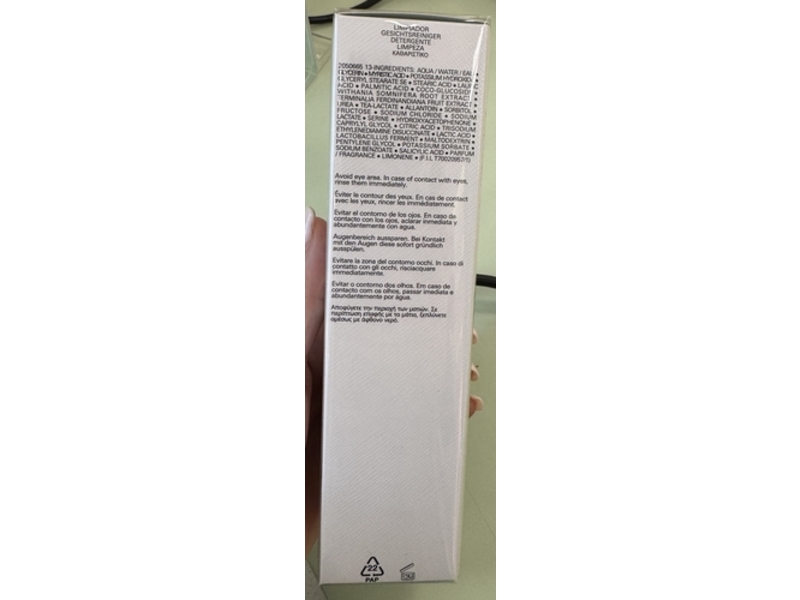 LIMPIADOR
GESICHTSREINIGER
DETERGENTE
LIMPEZA
ΚΑΘΑΡΙΣΤΙΚΟ
2050665 13-INGREDIENTS: AQUA / WATER / EAU •
GLYCERIN • MYRISTIC ACID • POTASSIUM HYDROXIDE
GLYCERYL STEARATE SE • STEARIC ACID • LAURIC
ACID • PALMITIC ACID • COCO-GLUCOSIDE •
WITHANIA SOMNIFERA ROOT EXTRACT •
TERMINALIA FERDINANDIANA FRUIT EXTRACT •
UREA • TEA-LACTATE • ALLANTOIN • SORBITOL •
FRUCTOSE • SODIUM CHLORIDE • SODIUM
LACTATE • SERINE • HYDROXYACETOPHENONE •
CAPRYLYL GLYCOL • CITRIC ACID • TRISODIUM
ETHYLENEDIAMINE DISUCCINATE • LACTIC ACID •
LACTOBACILLUS FERMENT • MALTODEXTRIN •
PENTYLENE GLYCOL • POTASSIUM SORBATE •
SODIUM BENZOATE • SALICYLIC ACID • PARFUM
/ FRAGRANCE • LIMONENE • (F.I.L. T70020957/1)
Avoid eye area. In case of contact with eyes,
rinse them immediately.
Éviter le contour des yeux. En cas de contact
avec les yeux, rincer les immédiatement.
Evitar el contorno de los ojos. En caso de
contacto con los ojos, aclarar inmediata y
abundantemente con agua.
Augenbereich aussparen. Bei Kontakt
mit den Augen diese sofort gründlich
ausspülen.
Evitare la zona del contorno occhi. In caso di
contatto con gli occhi, risciacquare
immediatamente.
Evitar o contorno dos olhos. Em caso de
contacto com os olhos, passar imediata e
abundantemente por água.
Αποφύγετε την περιοχή των ματιών. Σε
περίπτωση επαφής με τα μάτια, ξεπλύνετε
αμέσως με άφθονο νερό.
22
PAP
12M